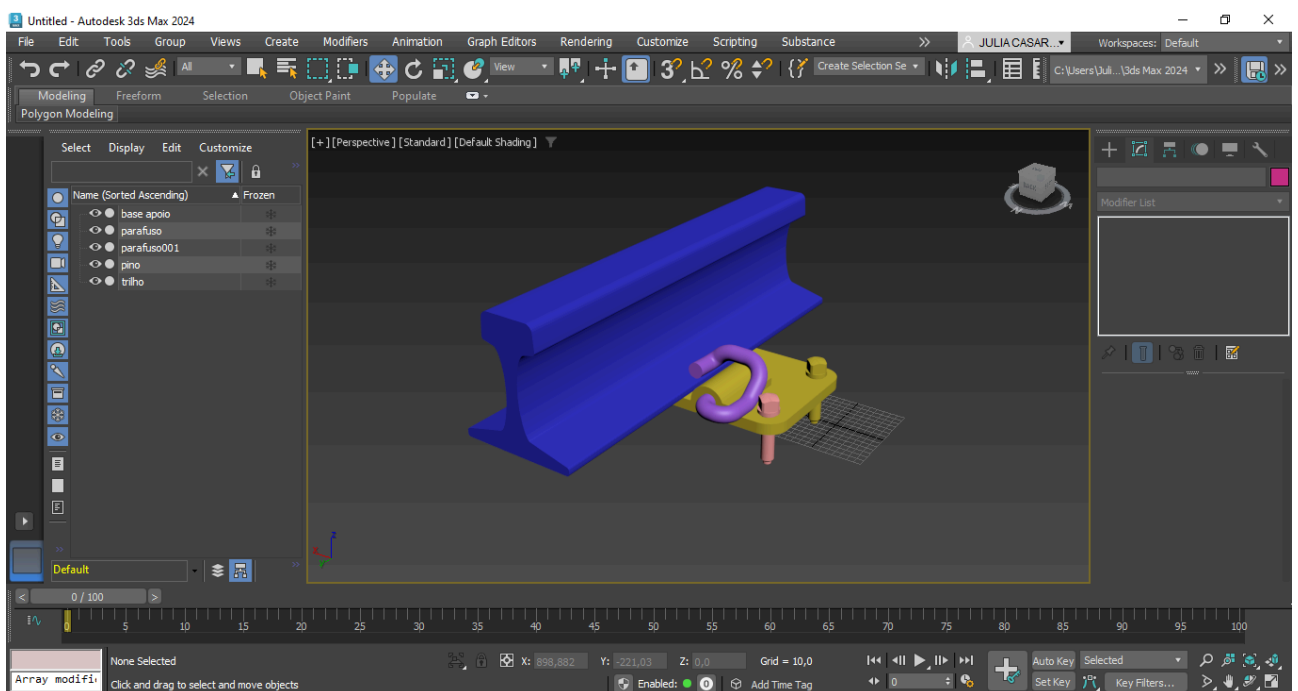 Untitled - Autodesk 3ds Max 2024
File Edit Tools Group Views Create Modifiers Animation Graph Editors Rendering Customize Scripting Substance » JULIA CASAR... Workspaces: Default
All View Create Selection Se C:\Users\Juli...\3ds Max 2024 »
Modeling Freeform Selection Object Paint Populate
Polygon Modeling
Select Display Edit Customize
[+] [Perspective ] [Standard ] [Default Shading ]
Name (Sorted Ascending) Frozen
base apoio
parafuso
parafuso001
pino
trilho
Modifier List
BACK
z
x
Default
< 0 / 100 >
0 5 10 15 20 25 30 35 40 45 50 55 60 65 70 75 80 85 90 95 100
None Selected X: 898,882 Y: -221,03 Z: 0,0 Grid = 10,0 Auto Key Selected
Array modifi Click and drag to select and move objects Enabled: 0 Add Time Tag 0 Set Key Key Filters...